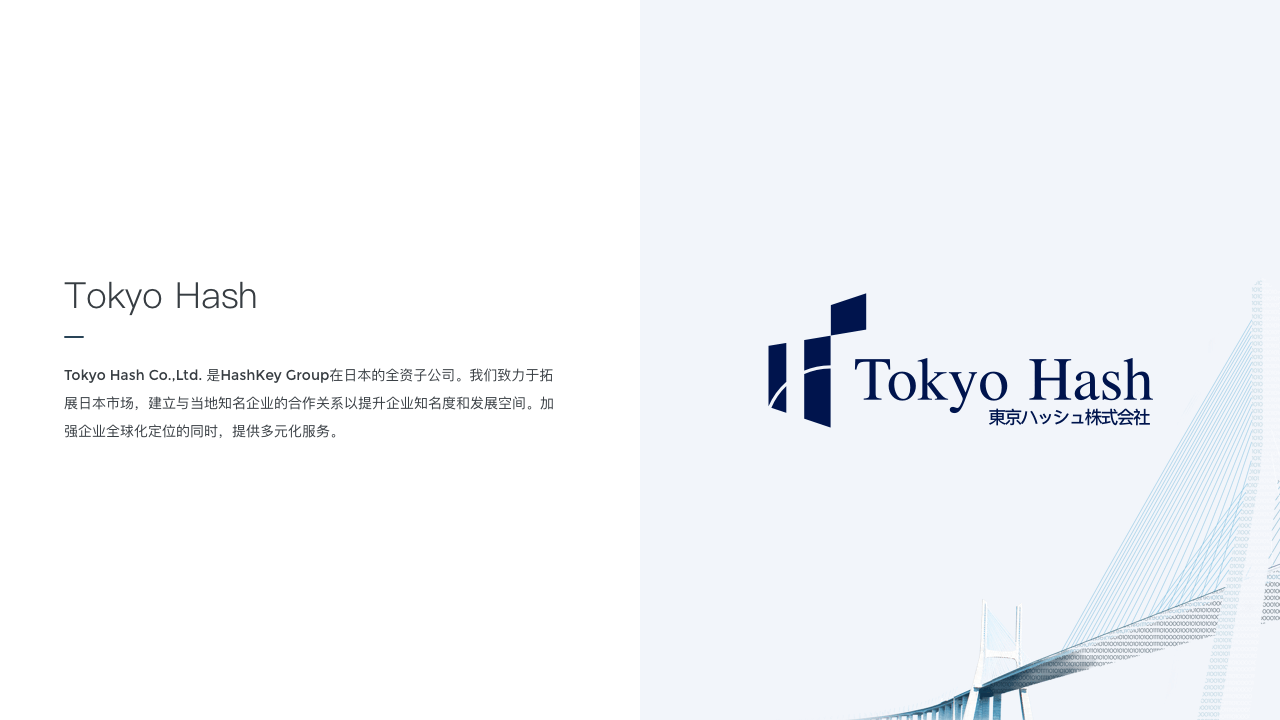 Tokyo Hash
Tokyo Hash Co.,Ltd. 是HashKey Group在日本的全资子公司。我们致力于拓
展日本市场，建立与当地知名企业的合作关系以提升企业知名度和发展空间。加
强企业全球化定位的同时，提供多元化服务。
Tokyo Hash
東京ハッシュ株式会社